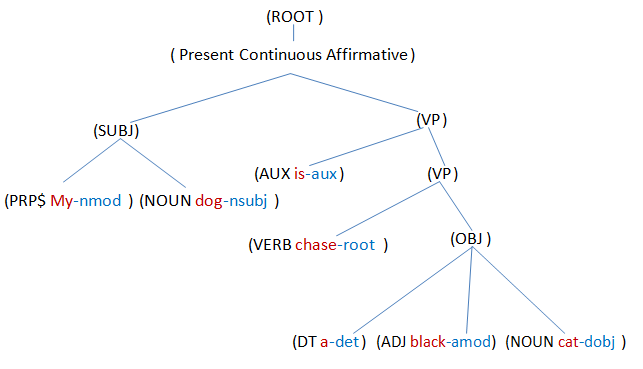 (ROOT )
( Present Continuous Affirmative)
(SUBJ)
(VP)
(AUX is-aux)
(VP)
(PRP$ My-nmod ) (NOUN dog-nsubj )
(VERB chase-root )
(OBJ )
(DT a-det) (ADJ black-amod) (NOUN cat-dobj )